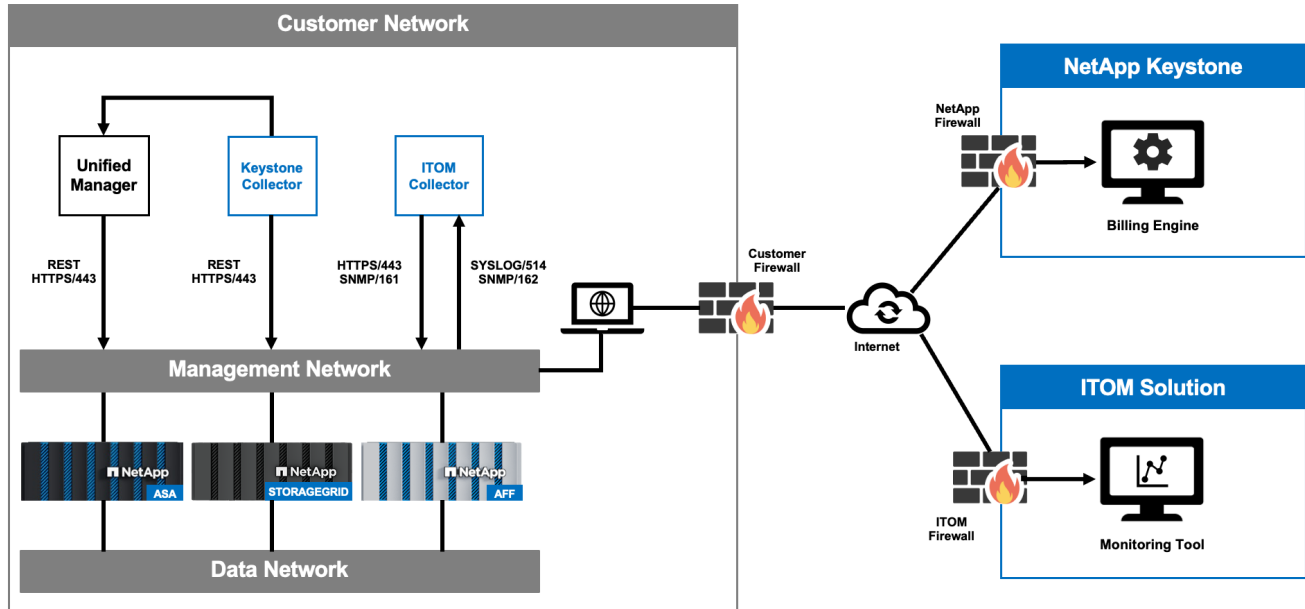 Customer Network
Unified
Manager
Keystone
Collector
ITOM
Collector
REST
HTTPS/443
REST
HTTPS/443
HTTPS/443
SNMP/161
SYSLOG/514
SNMP/162
Management Network
NetApp
ASA
NetApp
STORAGEGRID
NetApp
AFF
Data Network
Customer
Firewall
Internet
NetApp
Firewall
NetApp Keystone
Billing Engine
ITOM Solution
ITOM
Firewall
Monitoring Tool